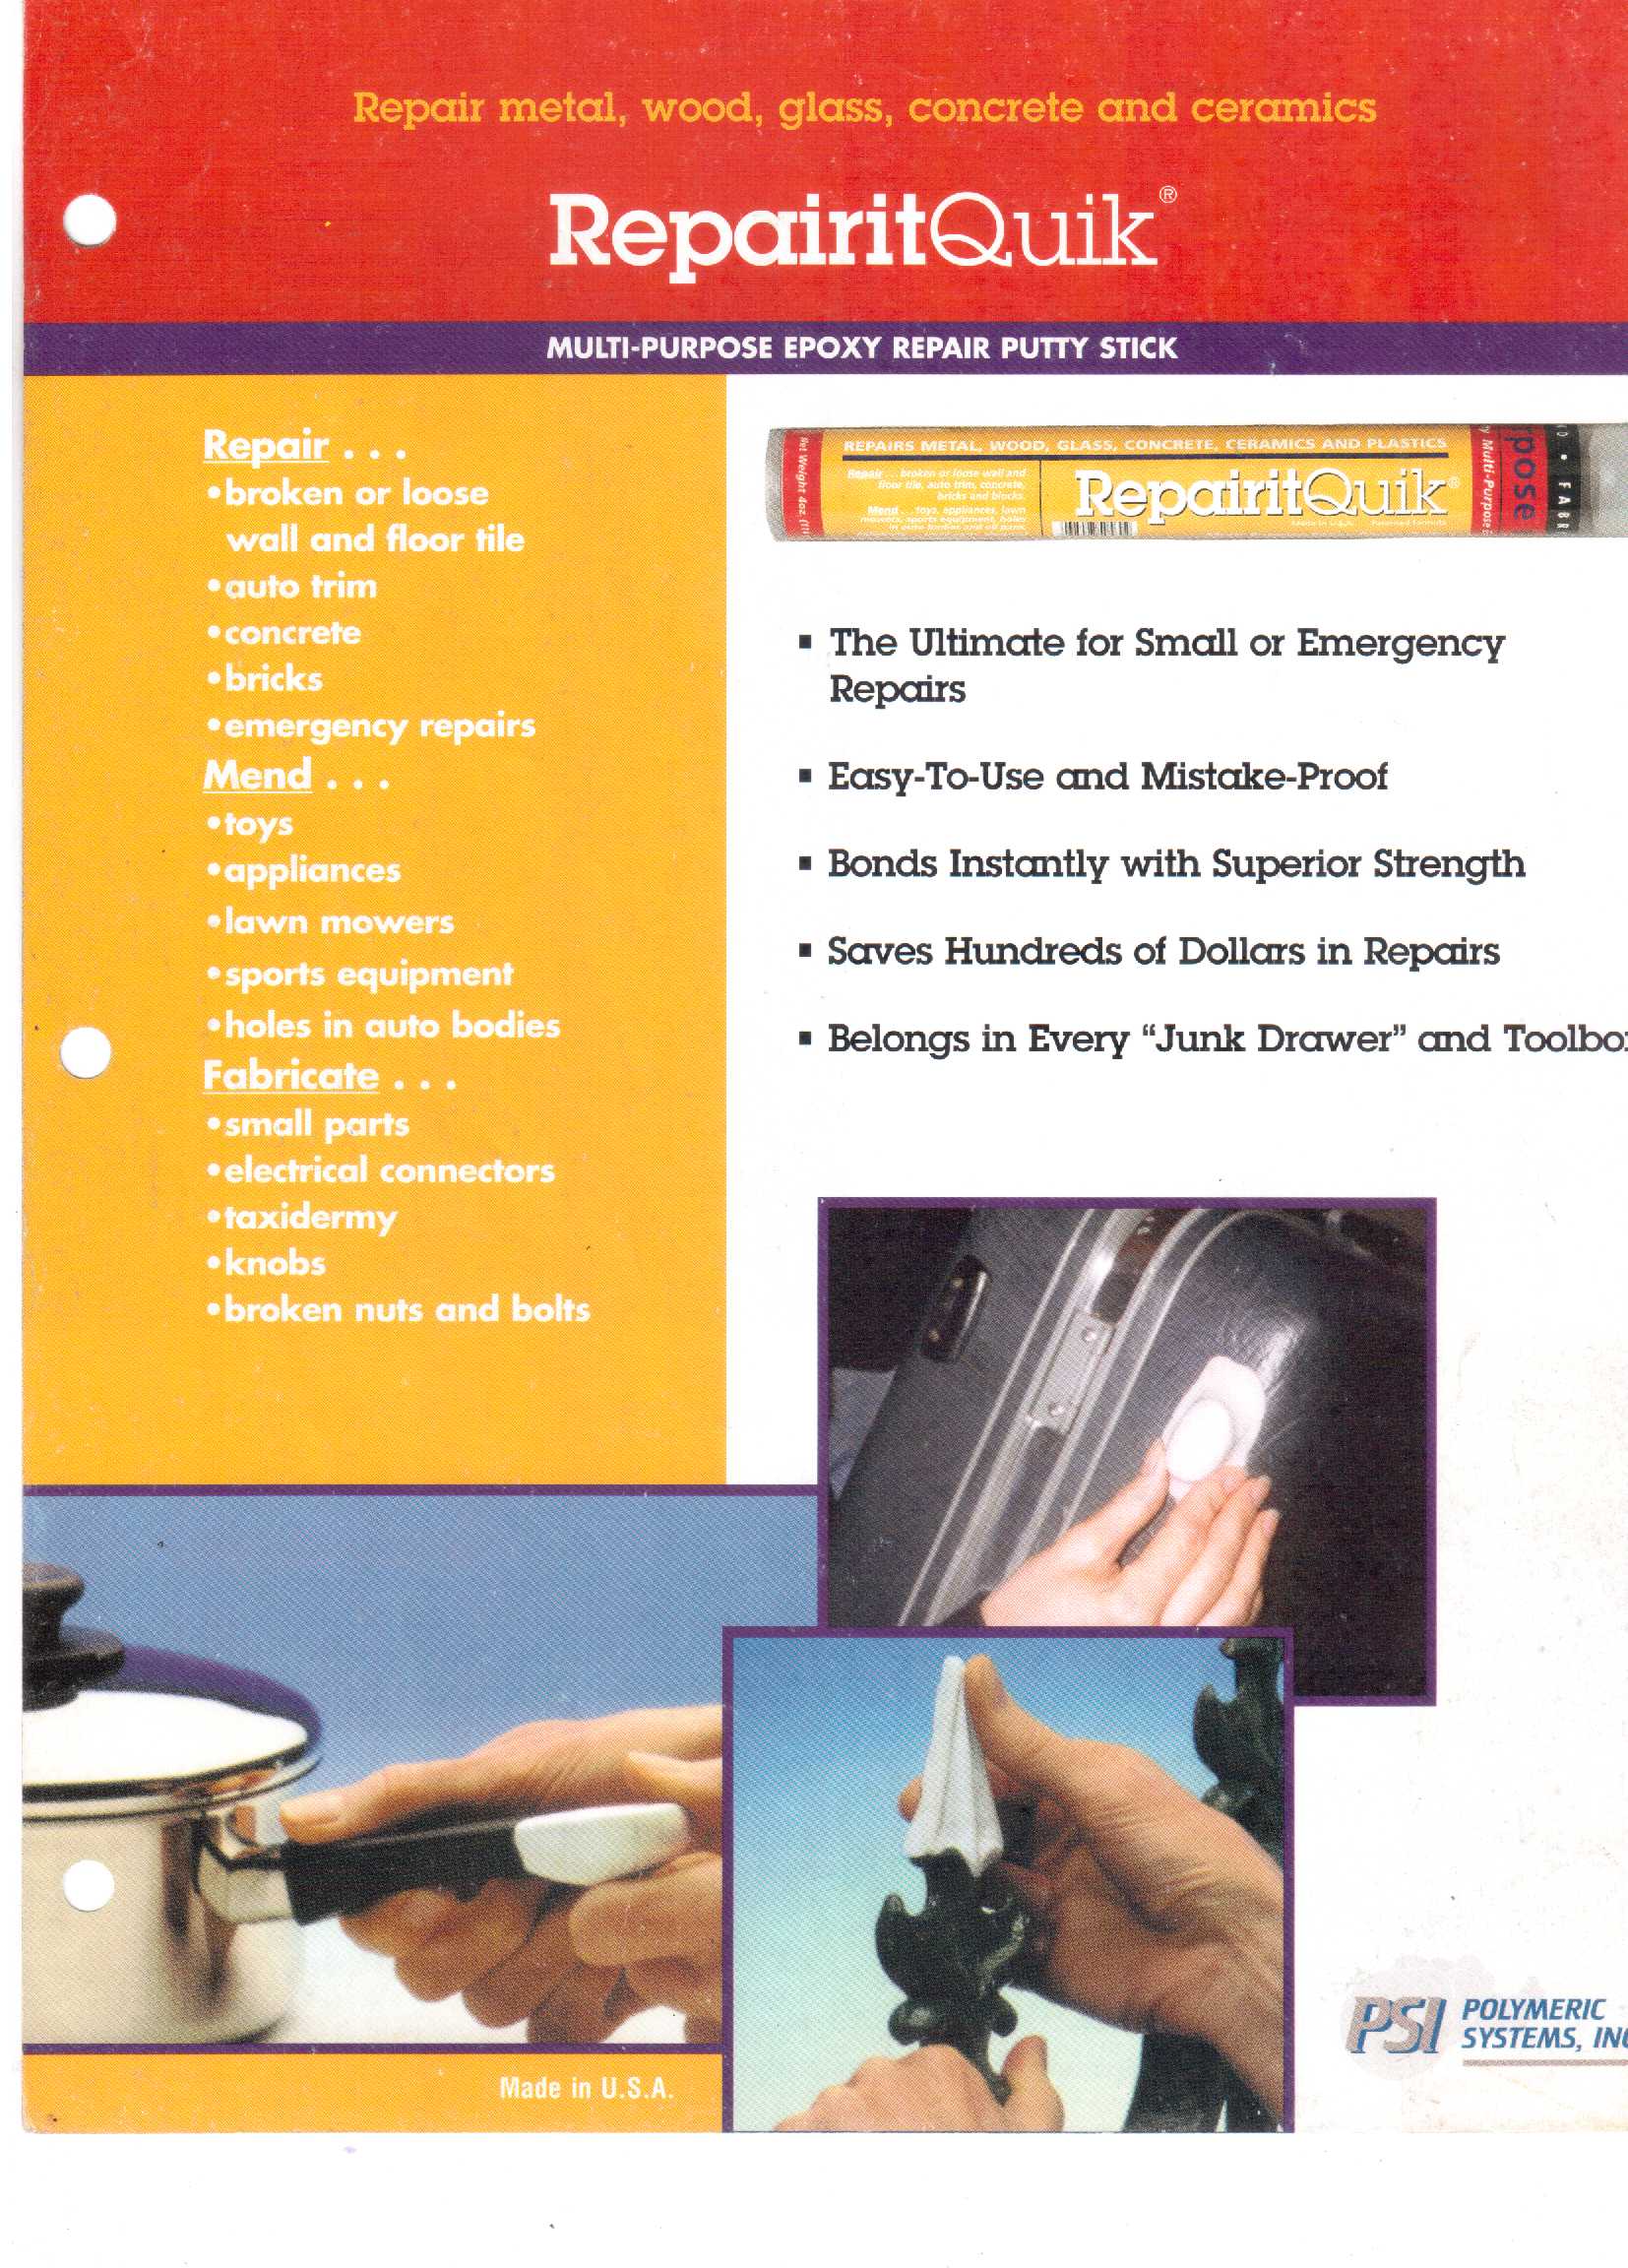 Repair metal, wood, glass, concrete and ceramics
RepairitQuik®
MULTI-PURPOSE EPOXY REPAIR PUTTY STICK
Repair . . .
•broken or loose
wall and floor tile
•auto trim
•concrete
•bricks
•emergency repairs
Mend . . .
•toys
•appliances
•lawn mowers
•sports equipment
•holes in auto bodies
Fabricate . . .
•small parts
•electrical connectors
•taxidermy
•knobs
•broken nuts and bolts
Net Weight 4oz.
REPAIRS METAL, WOOD, GLASS, CONCRETE, CERAMICS AND PLASTICS
Repair . . . broken or loose wall and
floor tile, auto trim, concrete,
bricks and blocks.
Mend . . . toys, appliances, lawn
mowers, sports equipment, holes
RepairitQuik®
Multi-Purpose
pose
FABR
▪ The Ultimate for Small or Emergency
Repairs
▪ Easy-To-Use and Mistake-Proof
▪ Bonds Instantly with Superior Strength
▪ Saves Hundreds of Dollars in Repairs
▪ Belongs in Every “Junk Drawer” and Toolbo
PSI POLYMERIC
SYSTEMS, IN
Made in U.S.A.